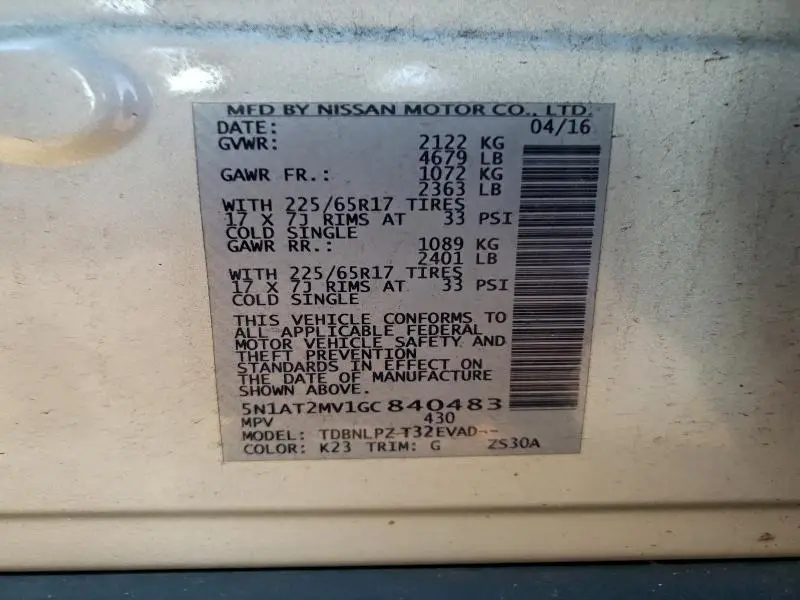 MFD BY NISSAN MOTOR CO., LTD.
DATE: 04/16
GVWR: 2122 KG
4679 LB
GAWR FR.: 1072 KG
2363 LB
WITH 225/65R17 TIRES
17 X 7J RIMS AT 33 PSI
COLD SINGLE
GAWR RR.: 1089 KG
2401 LB
WITH 225/65R17 TIRES
17 X 7J RIMS AT 33 PSI
COLD SINGLE
THIS VEHICLE CONFORMS TO
ALL APPLICABLE FEDERAL
MOTOR VEHICLE SAFETY AND
THEFT PREVENTION
STANDARDS IN EFFECT ON
THE DATE OF MANUFACTURE
SHOWN ABOVE.
5N1AT2MV1GC840483
MPV 430
MODEL: TDBNLPZ-T32EVAD--
COLOR: K23 TRIM: G ZS30A